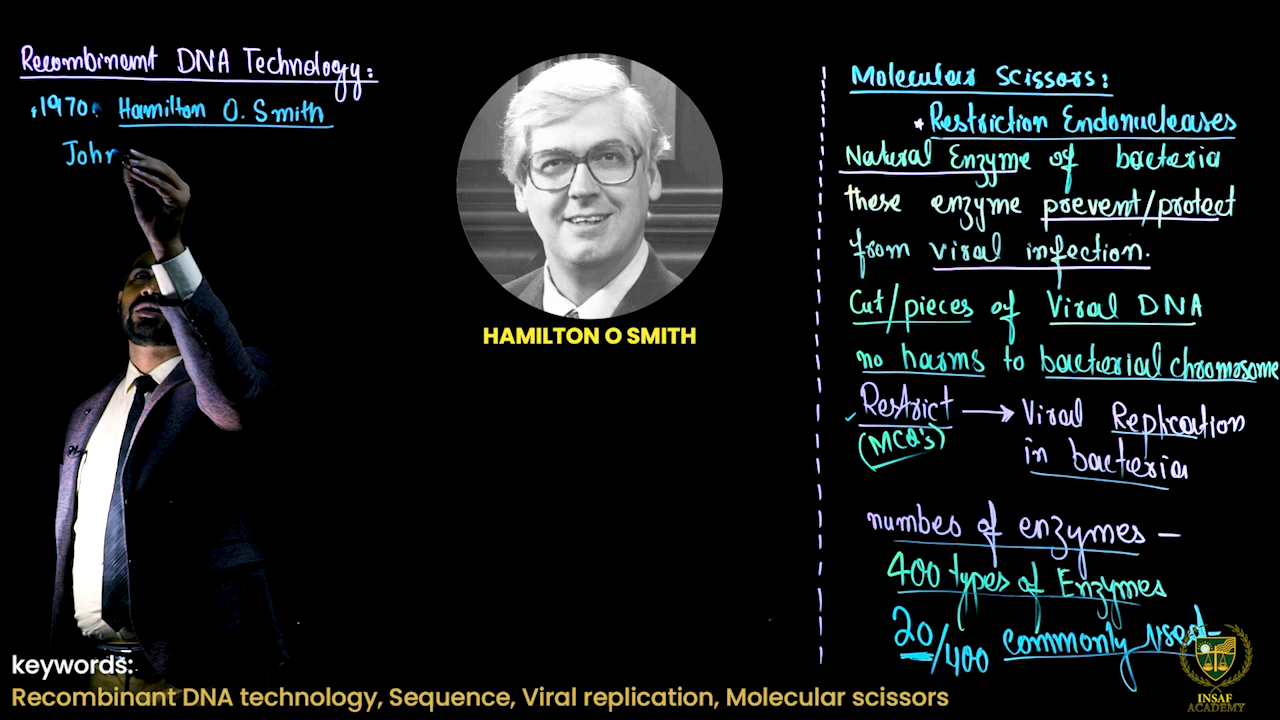 Recombinant DNA Technology:
1970: Hamilton O. Smith
John
HAMILTON O SMITH
Molecular Scissors:
* Restriction Endonucleases
Natural Enzyme of bacteria
these enzyme prevent/protect
from viral infection.
Cut/pieces of Viral DNA
no harms to bacterial chromosome
Restrict → Viral Replication
(MCQ's)
in bacteria
numbes of enzymes –
400 types of Enzymes
20/400 commonly used
keywords:
Recombinant DNA technology, Sequence, Viral replication, Molecular scissors
INSAF
ACADEMY